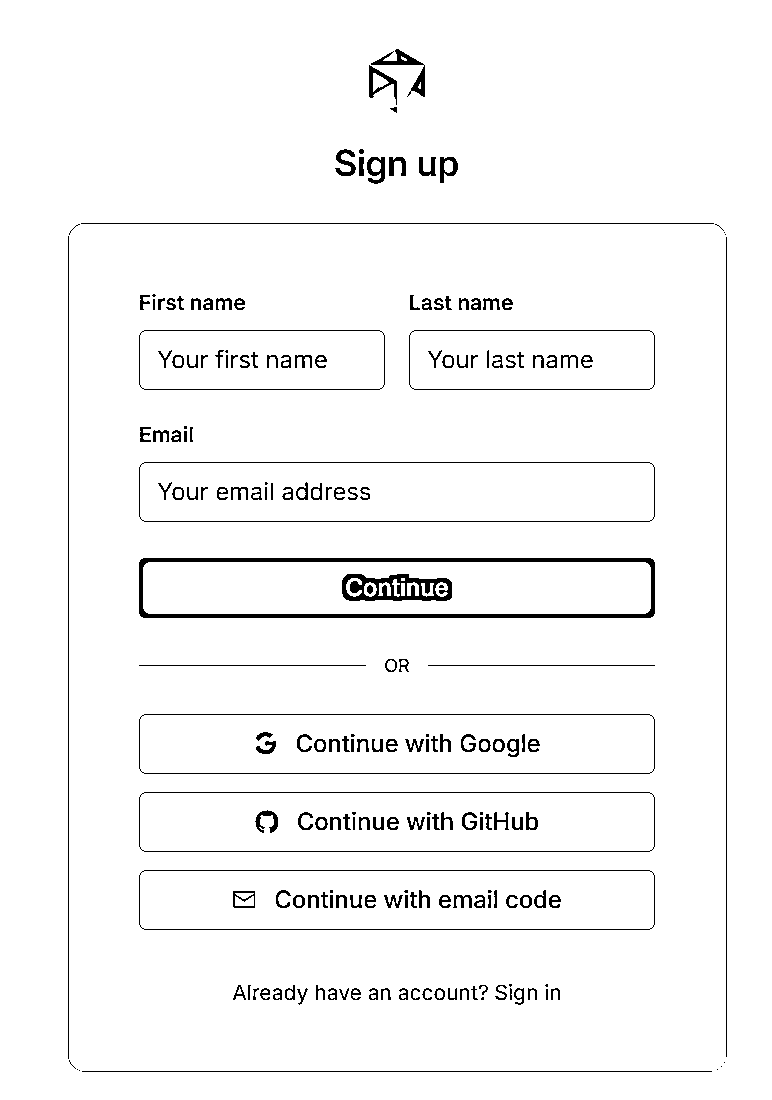 Sign up
First name
Last name
Your first name
Your last name
Email
Your email address
Continue
OR
Continue with Google
Continue with GitHub
Continue with email code
Already have an account? Sign in